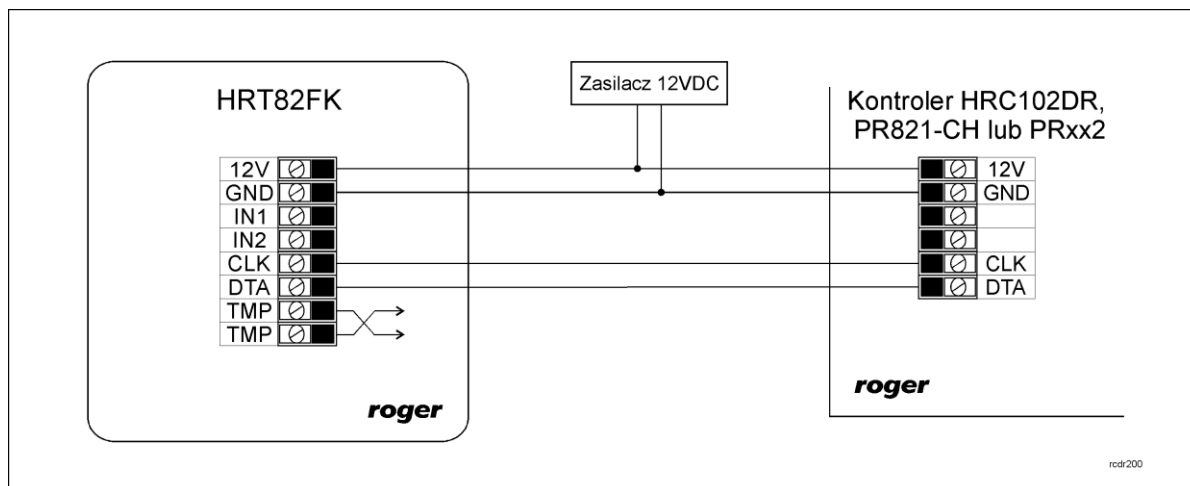 HRT82FK
12V
GND
IN1
IN2
CLK
DTA
TMP
TMP
roger
Zasilacz 12VDC
Kontroler HRC102DR,
PR821-CH lub PRxx2
12V
GND
CLK
DTA
roger
rcdr200